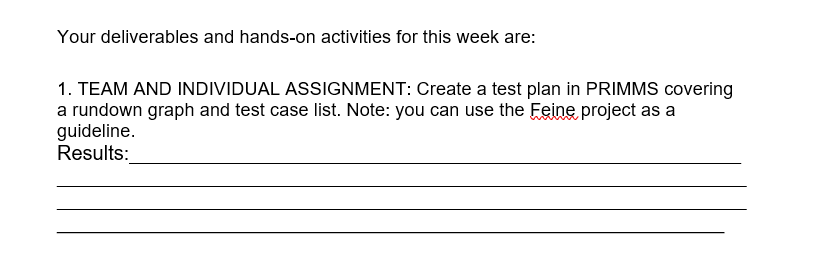 Your deliverables and hands-on activities for this week are:
1. TEAM AND INDIVIDUAL ASSIGNMENT: Create a test plan in PRIMMS covering
a rundown graph and test case list. Note: you can use the Feine project as a
guideline.
Results: